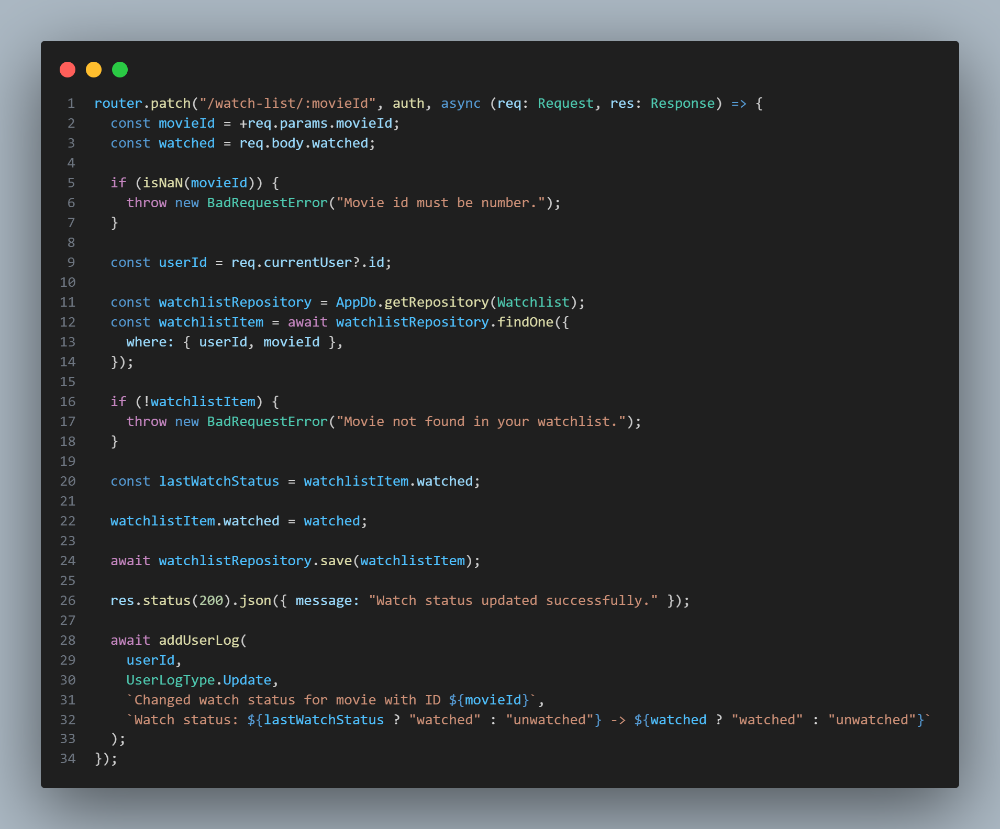 1 router.patch("/watch-list/:movieId", auth, async (req: Request, res: Response) => {
2   const movieId = +req.params.movieId;
3   const watched = req.body.watched;
4
5   if (isNaN(movieId)) {
6     throw new BadRequestError("Movie id must be number.");
7   }
8
9   const userId = req.currentUser?.id;
10
11   const watchlistRepository = AppDb.getRepository(Watchlist);
12   const watchlistItem = await watchlistRepository.findOne({
13     where: { userId, movieId },
14   });
15
16   if (!watchlistItem) {
17     throw new BadRequestError("Movie not found in your watchlist.");
18   }
19
20   const lastWatchStatus = watchlistItem.watched;
21
22   watchlistItem.watched = watched;
23
24   await watchlistRepository.save(watchlistItem);
25
26   res.status(200).json({ message: "Watch status updated successfully." });
27
28   await addUserLog(
29     userId,
30     UserLogType.Update,
31     `Changed watch status for movie with ID ${movieId}`,
32     `Watch status: ${lastWatchStatus ? "watched" : "unwatched"} -> ${watched ? "watched" : "unwatched"}`
33   );
34 });